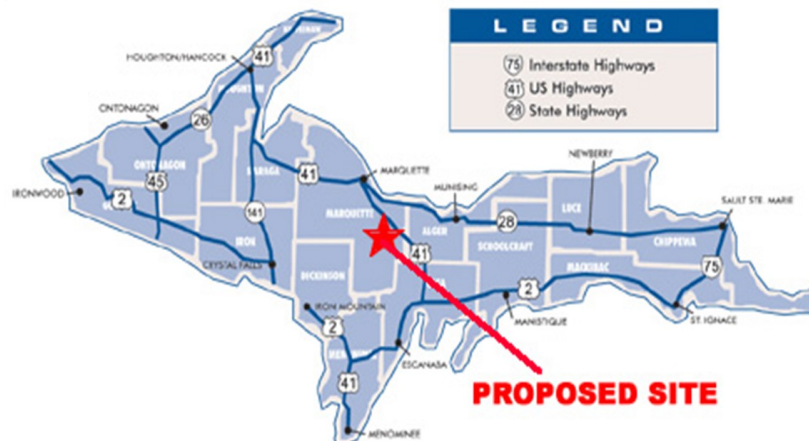 LEGEND
75 Interstate Highways
41 US Highways
28 State Highways
HOUGHTON/HANCOCK
41
HOUGHTON
ONTONAGON
26
ONTONAGON
BARAGA
41
MARQUETTE
NEWBERRY
IRONWOOD
2
45
MUNISING
LUCE
SAULT STE. MARIE
141
MARQUETTE
ALGER
28
IRON
41
SCHOOLCRAFT
CHIPPEWA
CRYSTAL FALLS
DICKINSON
MACKINAC
75
2
IRON MOUNTAIN
MANISTIQUE
ST. IGNACE
2
ESCANABA
41
PROPOSED SITE
MENOMINEE